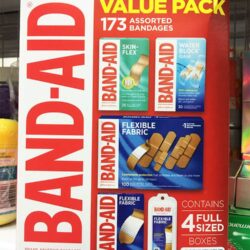 VALUE PACK
173 ASSORTED
BANDAGES
BAND-AID
SKIN-
FLEX
BAND-AID
WATER
BLOCK
BAND-AID
FLEXIBLE
FABRIC
BAND-AID
100
FLEXIBLE
FABRIC
BAND-AID
BAND-AID
CONTAINS
4 FULL
SIZED
BOXES